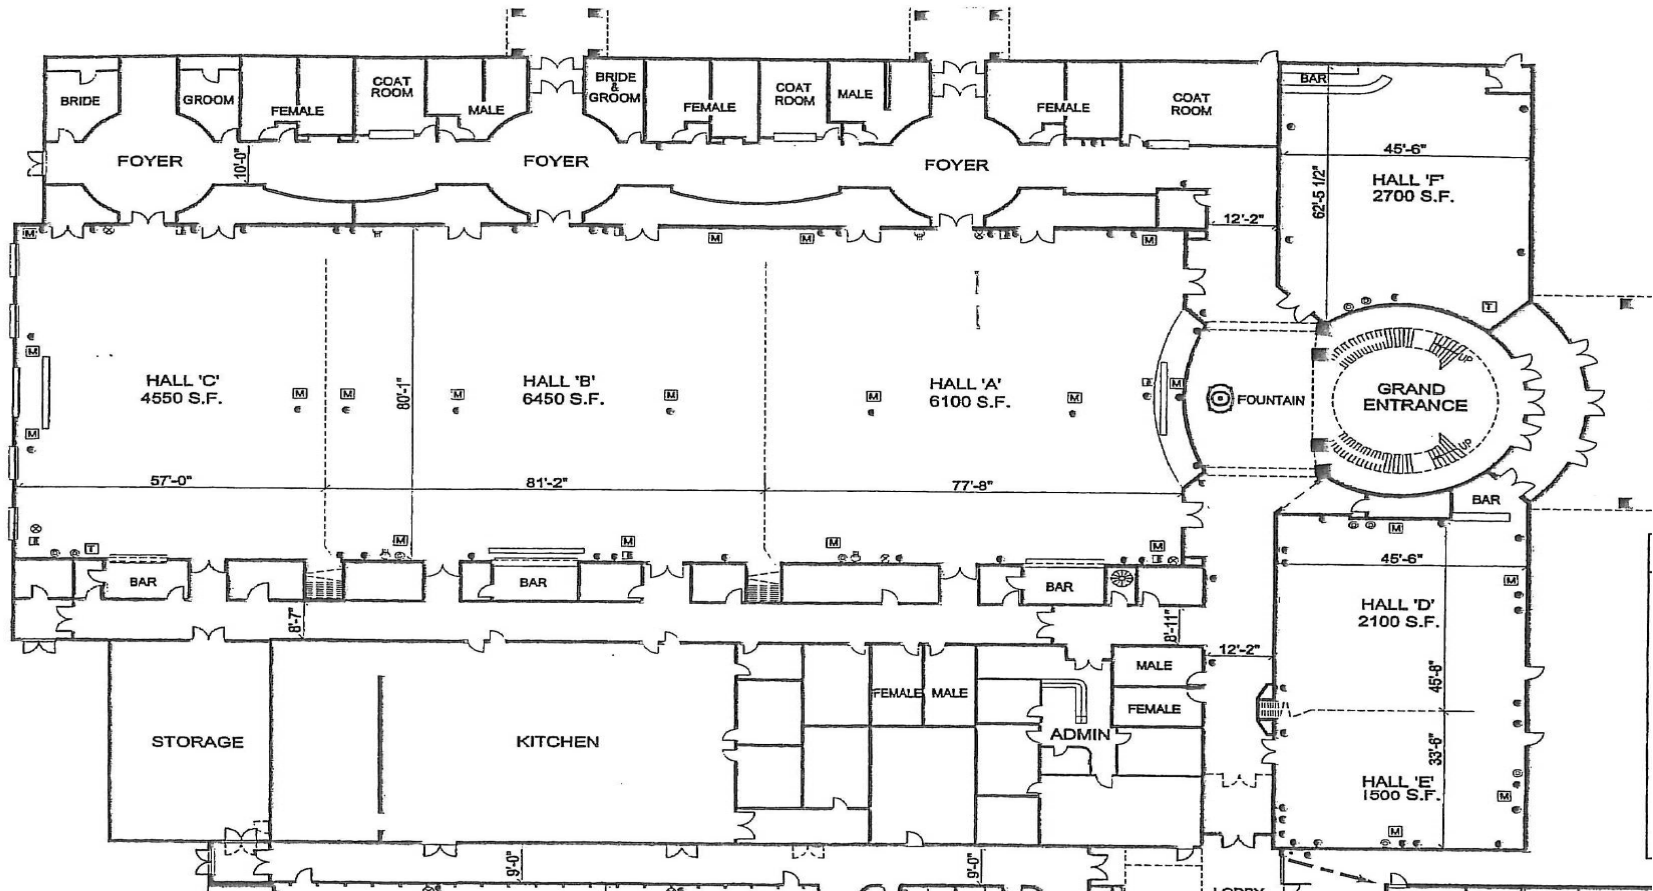 BRIDE
GROOM
FEMALE
COAT
ROOM
MALE
BRIDE
&
GROOM
FEMALE
COAT
ROOM
MALE
FEMALE
COAT
ROOM
BAR
FOYER
10'-0"
FOYER
FOYER
45'-6"
HALL 'F'
2700 S.F.
62'-5 1/2"
12'-2"
M
M
M
M
T
M
M
HALL 'C'
4550 S.F.
M
M
80'-1"
M
HALL 'B'
6450 S.F.
M
M
HALL 'A'
6100 S.F.
M
M
FOUNTAIN
GRAND
ENTRANCE
UP
UP
M
57'-0"
81'-2"
77'-8"
BAR
M
T
M
M
M
M
BAR
BAR
BAR
45'-6"
M
HALL 'D'
2100 S.F.
8'-7"
8'-11"
12'-2"
MALE
FEMALE
MALE
FEMALE
45'-8"
STORAGE
KITCHEN
ADMIN
33'-6"
HALL 'E'
1500 S.F.
M
M
9'-0"
9'-0"
LOBBY